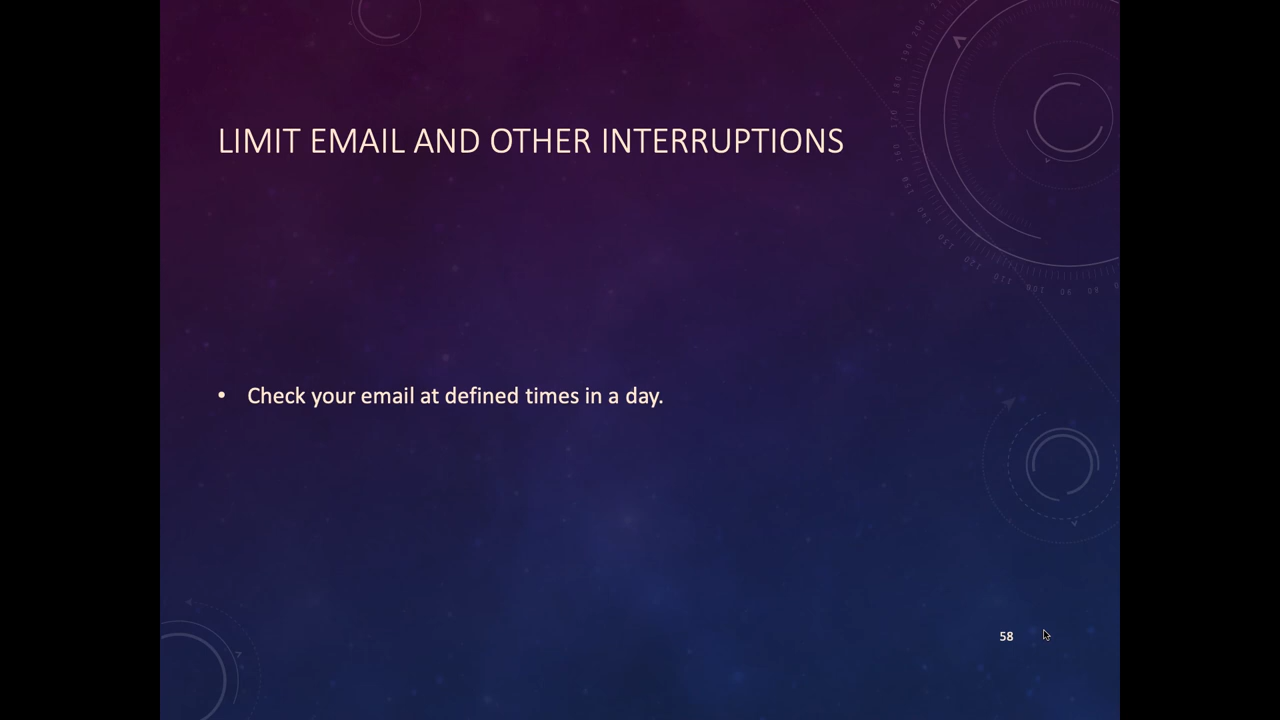 LIMIT EMAIL AND OTHER INTERRUPTIONS
• Check your email at defined times in a day.
58